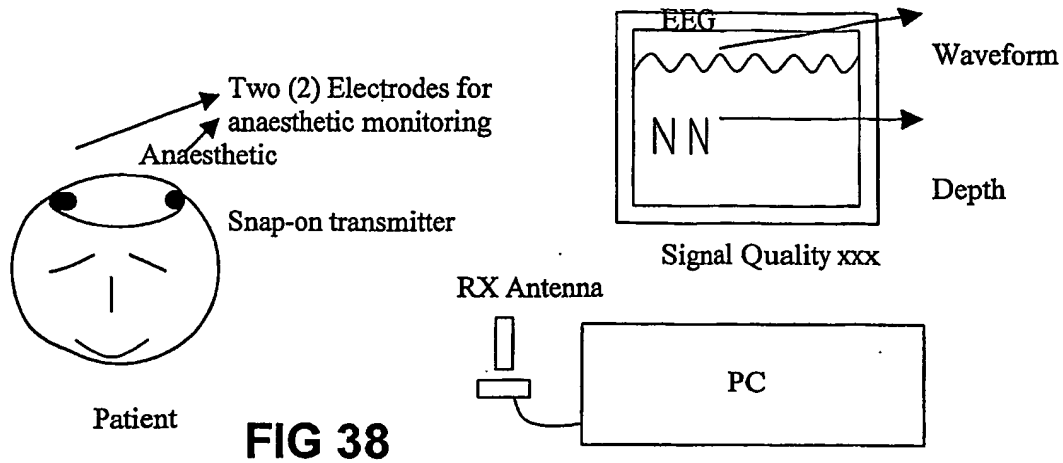 EEG
Waveform
Two (2) Electrodes for
anaesthetic monitoring
Anaesthetic
NN
Depth
Snap-on transmitter
Signal Quality xxx
RX Antenna
PC
Patient
FIG 38